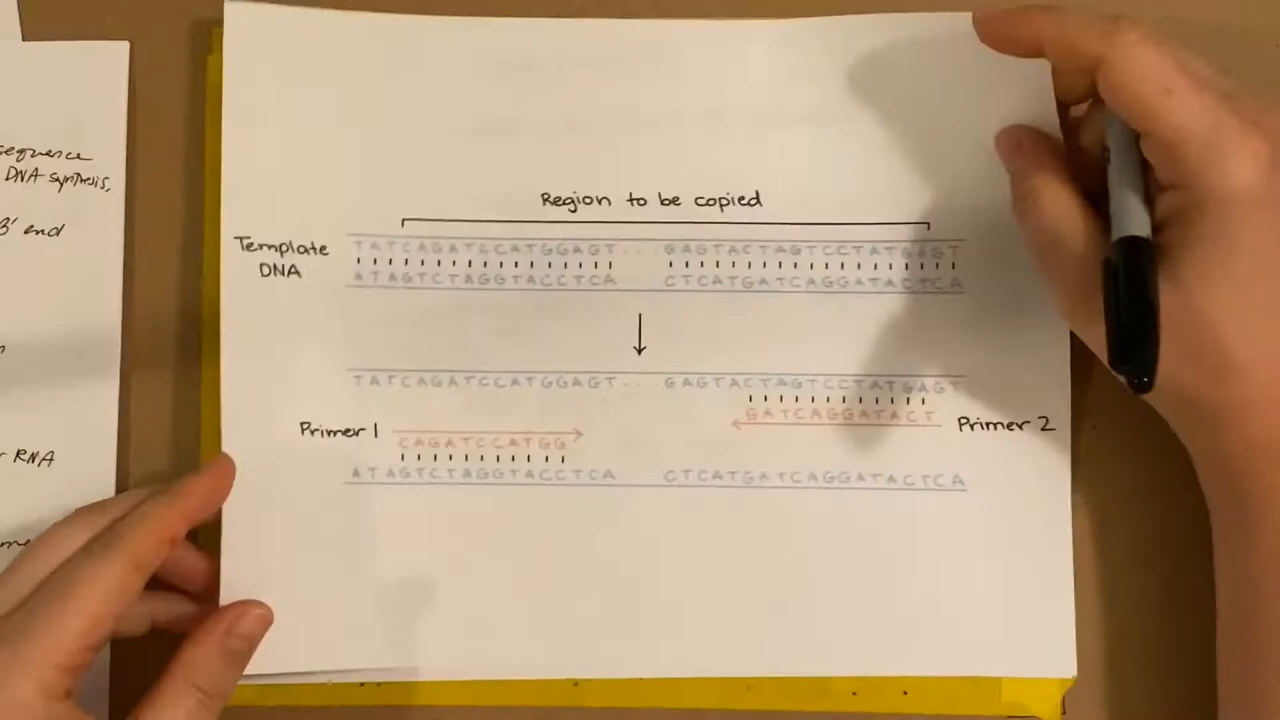 sequence
DNA synthesis,
3' end
RNA
Region to be copied
Template
DNA
TATCAGATCCATGGAGT... GAGTACTAGTCCTATGAGT
ATAGTCTAGGTACCTCA CTCATGATCAGGATACTCA
TATCAGATCCATGGAGT... GAGTACTAGTCCTATGAGT
GATCAGGATACT
Primer 2
Primer 1
CAGATCCATGG
ATAGTCTAGGTACCTCA CTCATGATCAGGATACTCA